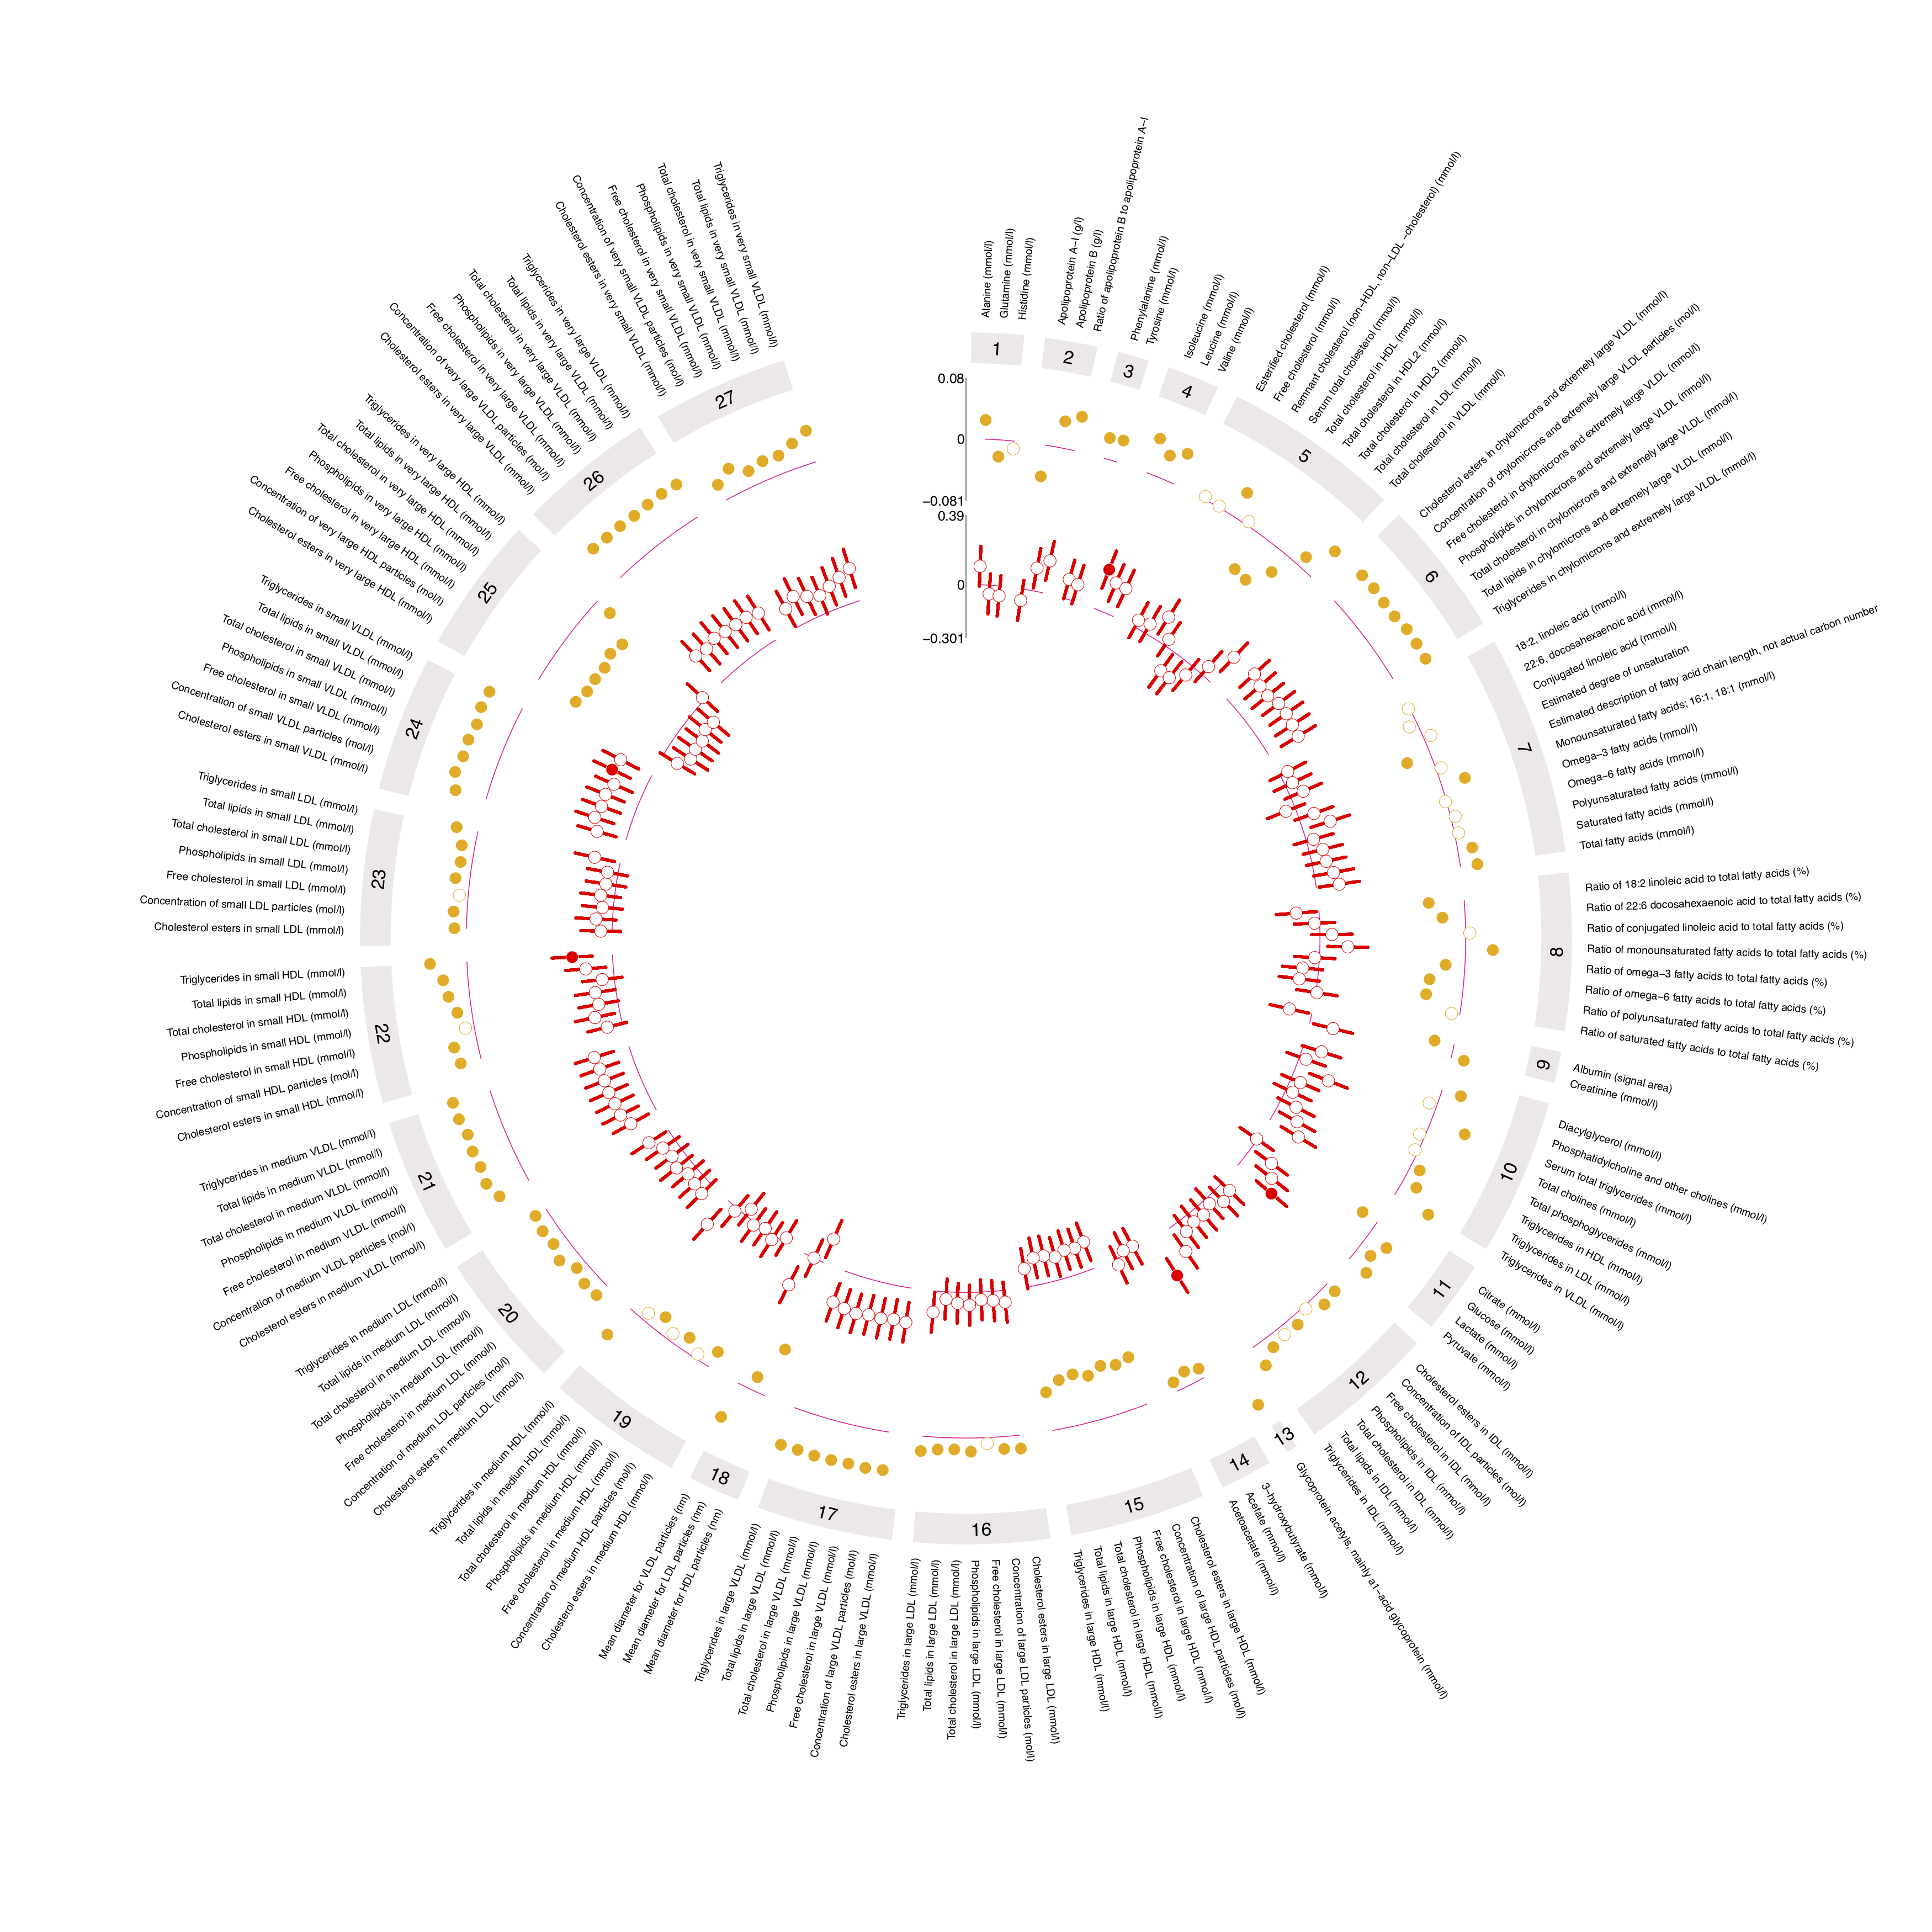 1
Alanine (mmol/l)
Glutamine (mmol/l)
Histidine (mmol/l)
2
Apolipoprotein A−I (g/l)
Apolipoprotein B (g/l)
Ratio of apolipoprotein B to apolipoprotein A−I
3
Phenylalanine (mmol/l)
Tyrosine (mmol/l)
4
Isoleucine (mmol/l)
Leucine (mmol/l)
Valine (mmol/l)
5
Esterified cholesterol (mmol/l)
Free cholesterol (mmol/l)
Remnant cholesterol (non−HDL, non−LDL −cholesterol) (mmol/l)
Serum total cholesterol (mmol/l)
Total cholesterol in HDL (mmol/l)
Total cholesterol in HDL2 (mmol/l)
Total cholesterol in HDL3 (mmol/l)
Total cholesterol in LDL (mmol/l)
Total cholesterol in VLDL (mmol/l)
6
Cholesterol esters in chylomicrons and extremely large VLDL (mmol/l)
Concentration of chylomicrons and extremely large VLDL particles (mol/l)
Free cholesterol in chylomicrons and extremely large VLDL (mmol/l)
Phospholipids in chylomicrons and extremely large VLDL (mmol/l)
Total cholesterol in chylomicrons and extremely large VLDL (mmol/l)
Total lipids in chylomicrons and extremely large VLDL (mmol/l)
Triglycerides in chylomicrons and extremely large VLDL (mmol/l)
7
18:2, linoleic acid (mmol/l)
22:6, docosahexaenoic acid (mmol/l)
Conjugated linoleic acid (mmol/l)
Estimated degree of unsaturation
Estimated description of fatty acid chain length, not actual carbon number
Monounsaturated fatty acids; 16:1, 18:1 (mmol/l)
Omega−3 fatty acids (mmol/l)
Omega−6 fatty acids (mmol/l)
Polyunsaturated fatty acids (mmol/l)
Saturated fatty acids (mmol/l)
Total fatty acids (mmol/l)
8
Ratio of 18:2 linoleic acid to total fatty acids (%)
Ratio of 22:6 docosahexaenoic acid to total fatty acids (%)
Ratio of conjugated linoleic acid to total fatty acids (%)
Ratio of monounsaturated fatty acids to total fatty acids (%)
Ratio of omega−3 fatty acids to total fatty acids (%)
Ratio of omega−6 fatty acids to total fatty acids (%)
Ratio of polyunsaturated fatty acids to total fatty acids (%)
Ratio of saturated fatty acids to total fatty acids (%)
9
Albumin (signal area)
Creatinine (mmol/l)
10
Diacylglycerol (mmol/l)
Phosphatidylcholine and other cholines (mmol/l)
Serum total triglycerides (mmol/l)
Total cholines (mmol/l)
Total phosphoglycerides (mmol/l)
Triglycerides in HDL (mmol/l)
Triglycerides in LDL (mmol/l)
Triglycerides in VLDL (mmol/l)
11
Citrate (mmol/l)
Glucose (mmol/l)
Lactate (mmol/l)
Pyruvate (mmol/l)
12
Cholesterol esters in IDL (mmol/l)
Concentration of IDL particles (mol/l)
Free cholesterol in IDL (mmol/l)
Phospholipids in IDL (mmol/l)
Total cholesterol in IDL (mmol/l)
Total lipids in IDL (mmol/l)
Triglycerides in IDL (mmol/l)
13
Glycoprotein acetyls, mainly a1−acid glycoprotein (mmol/l)
14
3−hydroxybutyrate (mmol/l)
Acetate (mmol/l)
Acetoacetate (mmol/l)
15
Cholesterol esters in large HDL (mmol/l)
Concentration of large HDL particles (mol/l)
Free cholesterol in large HDL (mmol/l)
Phospholipids in large HDL (mmol/l)
Total cholesterol in large HDL (mmol/l)
Total lipids in large HDL (mmol/l)
Triglycerides in large HDL (mmol/l)
16
Cholesterol esters in large LDL (mmol/l)
Concentration of large LDL particles (mol/l)
Free cholesterol in large LDL (mmol/l)
Phospholipids in large LDL (mmol/l)
Total cholesterol in large LDL (mmol/l)
Total lipids in large LDL (mmol/l)
Triglycerides in large LDL (mmol/l)
17
Cholesterol esters in large VLDL (mmol/l)
Concentration of large VLDL particles (mol/l)
Free cholesterol in large VLDL (mmol/l)
Phospholipids in large VLDL (mmol/l)
Total cholesterol in large VLDL (mmol/l)
Total lipids in large VLDL (mmol/l)
Triglycerides in large VLDL (mmol/l)
18
Mean diameter for HDL particles (nm)
Mean diameter for LDL particles (nm)
Mean diameter for VLDL particles (nm)
19
Cholesterol esters in medium HDL (mmol/l)
Concentration of medium HDL particles (mol/l)
Free cholesterol in medium HDL (mmol/l)
Phospholipids in medium HDL (mmol/l)
Total cholesterol in medium HDL (mmol/l)
Total lipids in medium HDL (mmol/l)
Triglycerides in medium HDL (mmol/l)
20
Cholesterol esters in medium LDL (mmol/l)
Concentration of medium LDL particles (mol/l)
Free cholesterol in medium LDL (mmol/l)
Phospholipids in medium LDL (mmol/l)
Total cholesterol in medium LDL (mmol/l)
Total lipids in medium LDL (mmol/l)
Triglycerides in medium LDL (mmol/l)
21
Cholesterol esters in medium VLDL (mmol/l)
Concentration of medium VLDL particles (mol/l)
Free cholesterol in medium VLDL (mmol/l)
Phospholipids in medium VLDL (mmol/l)
Total cholesterol in medium VLDL (mmol/l)
Total lipids in medium VLDL (mmol/l)
Triglycerides in medium VLDL (mmol/l)
22
Cholesterol esters in small HDL (mmol/l)
Concentration of small HDL particles (mol/l)
Free cholesterol in small HDL (mmol/l)
Phospholipids in small HDL (mmol/l)
Total cholesterol in small HDL (mmol/l)
Total lipids in small HDL (mmol/l)
Triglycerides in small HDL (mmol/l)
23
Cholesterol esters in small LDL (mmol/l)
Concentration of small LDL particles (mol/l)
Free cholesterol in small LDL (mmol/l)
Phospholipids in small LDL (mmol/l)
Total cholesterol in small LDL (mmol/l)
Total lipids in small LDL (mmol/l)
Triglycerides in small LDL (mmol/l)
24
Cholesterol esters in small VLDL (mmol/l)
Concentration of small VLDL particles (mol/l)
Free cholesterol in small VLDL (mmol/l)
Phospholipids in small VLDL (mmol/l)
Total cholesterol in small VLDL (mmol/l)
Total lipids in small VLDL (mmol/l)
Triglycerides in small VLDL (mmol/l)
25
Cholesterol esters in very large HDL (mmol/l)
Concentration of very large HDL particles (mol/l)
Free cholesterol in very large HDL (mmol/l)
Phospholipids in very large HDL (mmol/l)
Total cholesterol in very large HDL (mmol/l)
Total lipids in very large HDL (mmol/l)
Triglycerides in very large HDL (mmol/l)
26
Cholesterol esters in very large VLDL (mmol/l)
Concentration of very large VLDL particles (mol/l)
Free cholesterol in very large VLDL (mmol/l)
Phospholipids in very large VLDL (mmol/l)
Total cholesterol in very large VLDL (mmol/l)
Total lipids in very large VLDL (mmol/l)
Triglycerides in very large VLDL (mmol/l)
27
Cholesterol esters in very small VLDL (mmol/l)
Concentration of very small VLDL particles (mol/l)
Free cholesterol in very small VLDL (mmol/l)
Phospholipids in very small VLDL (mmol/l)
Total cholesterol in very small VLDL (mmol/l)
Total lipids in very small VLDL (mmol/l)
Triglycerides in very small VLDL (mmol/l)
0.08
0
−0.081
0.39
0
−0.301